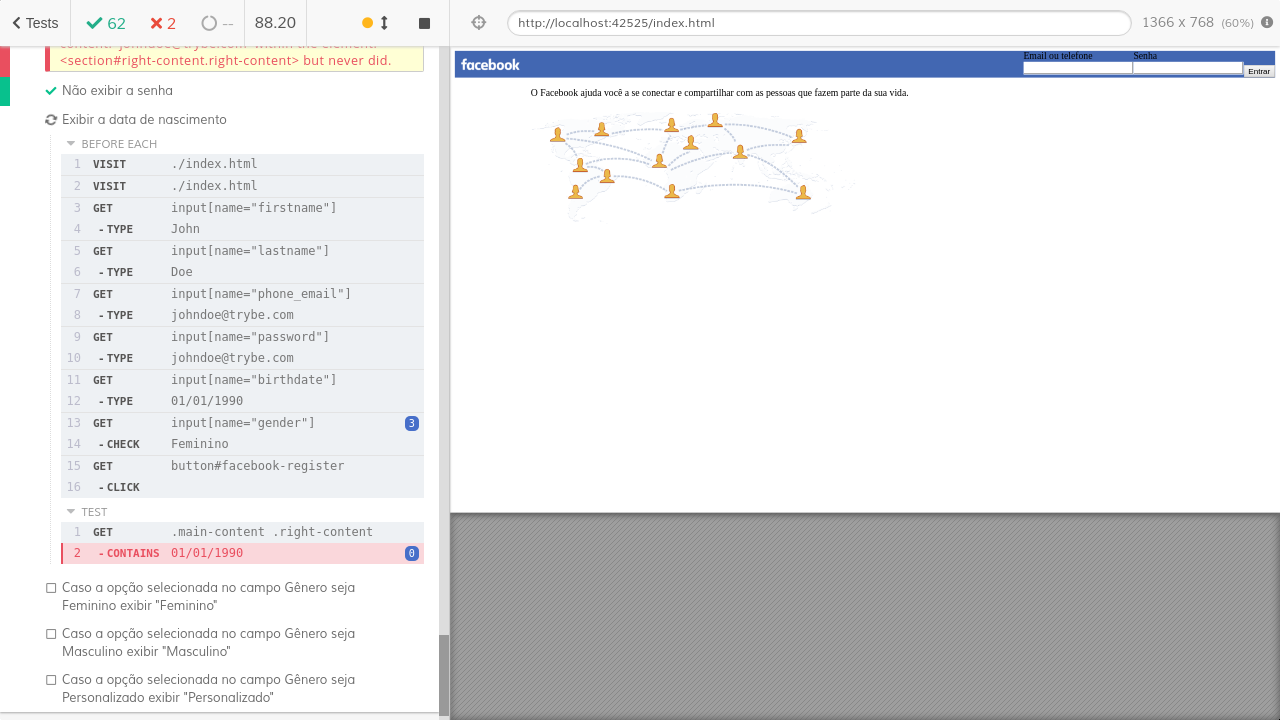 Tests
62
2
--
88.20
http://localhost:42525/index.html
1366 x 768 (60%)
content: 'johndoe@trybe.com' within the element:
<section#right-content.right-content> but never did.
Não exibir a senha
Exibir a data de nascimento
BEFORE EACH
1 VISIT ./index.html
2 VISIT ./index.html
3 GET input[name="firstname"]
4 - TYPE John
5 GET input[name="lastname"]
6 - TYPE Doe
7 GET input[name="phone_email"]
8 - TYPE johndoe@trybe.com
9 GET input[name="password"]
10 - TYPE johndoe@trybe.com
11 GET input[name="birthdate"]
12 - TYPE 01/01/1990
13 GET input[name="gender"] 3
14 - CHECK Feminino
15 GET button#facebook-register
16 - CLICK
TEST
1 GET .main-content .right-content
2 - CONTAINS 01/01/1990 0
Caso a opção selecionada no campo Gênero seja
Feminino exibir "Feminino"
Caso a opção selecionada no campo Gênero seja
Masculino exibir "Masculino"
Caso a opção selecionada no campo Gênero seja
Personalizado exibir "Personalizado"
facebook
Email ou telefone
Senha
Entrar
O Facebook ajuda você a se conectar e compartilhar com as pessoas que fazem parte da sua vida.